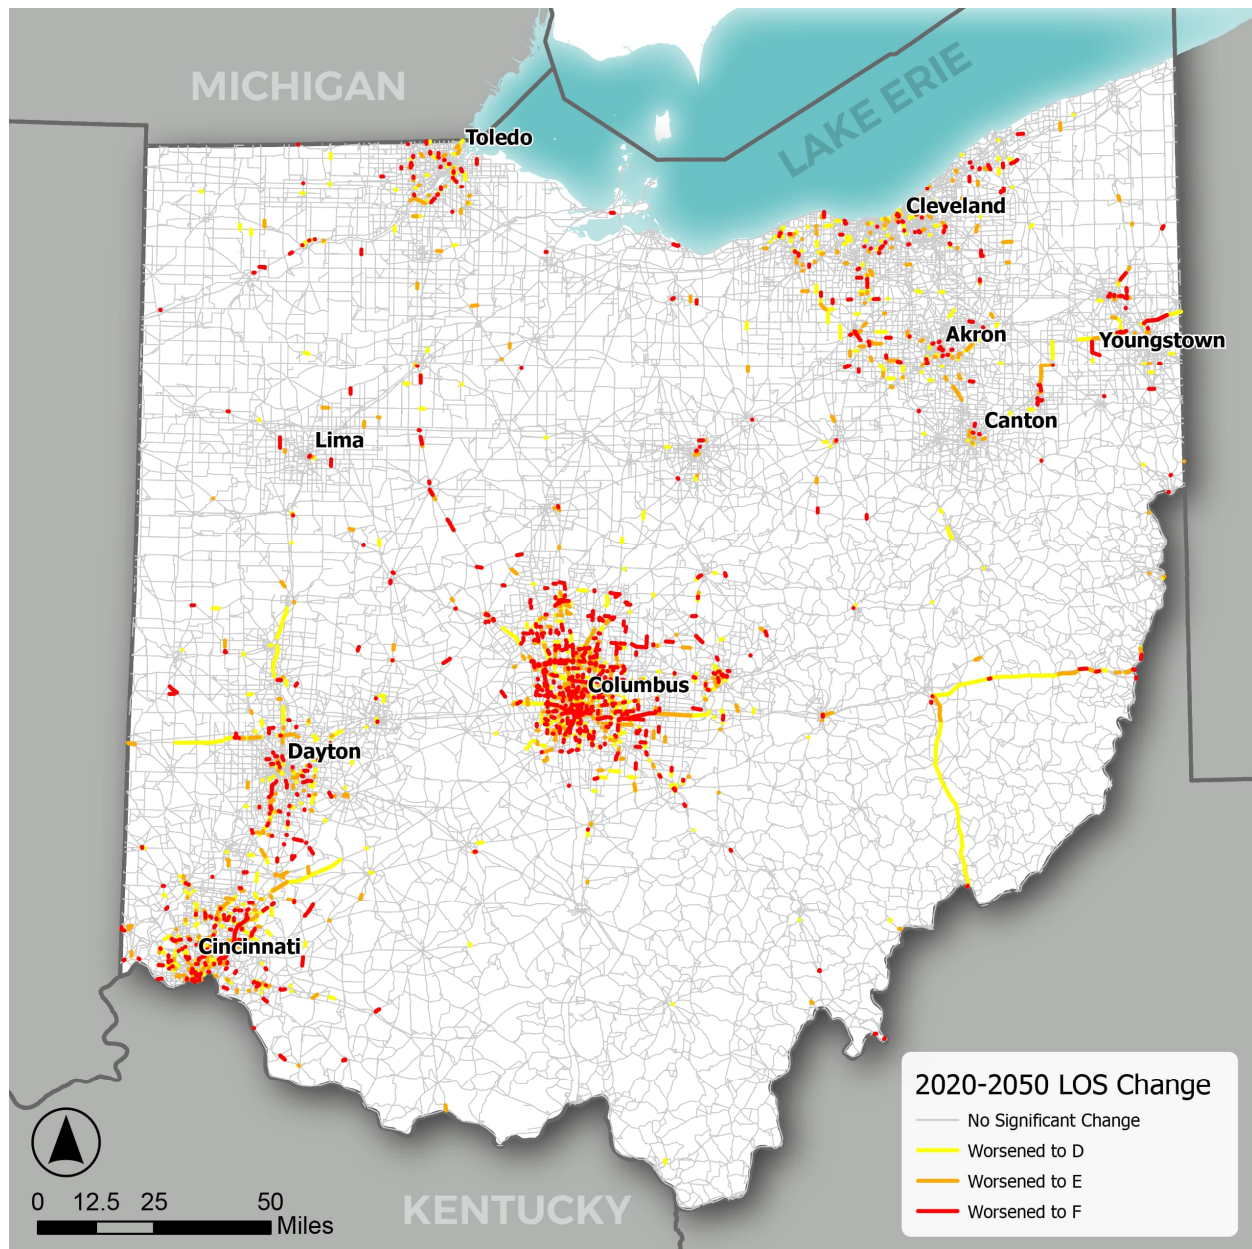 MICHIGAN
LAKE ERIE
Toledo
Cleveland
Akron
Youngstown
Canton
Lima
Columbus
Dayton
Cincinnati
KENTUCKY
0 12.5 25 50
Miles
2020-2050 LOS Change
No Significant Change
Worsened to D
Worsened to E
Worsened to F